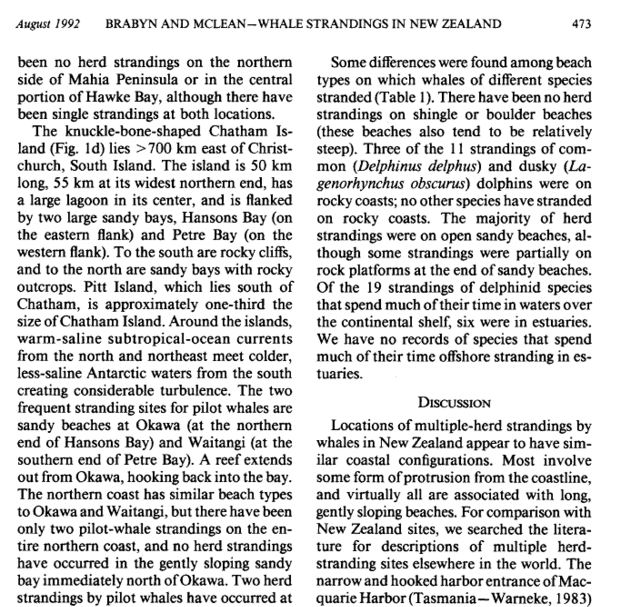 August 1992 BRABYN AND MCLEAN—WHALE STRANDINGS IN NEW ZEALAND 473
been no herd strandings on the northern
side of Mahia Peninsula or in the central
portion of Hawke Bay, although there have
been single strandings at both locations.
The knuckle-bone-shaped Chatham Is-
land (Fig. 1d) lies >700 km east of Christ-
church, South Island. The island is 50 km
long, 55 km at its widest northern end, has
a large lagoon in its center, and is flanked
by two large sandy bays, Hansons Bay (on
the eastern flank) and Petre Bay (on the
western flank). To the south are rocky cliffs,
and to the north are sandy bays with rocky
outcrops. Pitt Island, which lies south of
Chatham, is approximately one-third the
size of Chatham Island. Around the islands,
warm-saline subtropical-ocean currents
from the north and northeast meet colder,
less-saline Antarctic waters from the south
creating considerable turbulence. The two
frequent stranding sites for pilot whales are
sandy beaches at Okawa (at the northern
end of Hansons Bay) and Waitangi (at the
southern end of Petre Bay). A reef extends
out from Okawa, hooking back into the bay.
The northern coast has similar beach types
to Okawa and Waitangi, but there have been
only two pilot-whale strandings on the en-
tire northern coast, and no herd strandings
have occurred in the gently sloping sandy
bay immediately north of Okawa. Two herd
strandings by pilot whales have occurred at
Some differences were found among beach
types on which whales of different species
stranded (Table 1). There have been no herd
strandings on shingle or boulder beaches
(these beaches also tend to be relatively
steep). Three of the 11 strandings of com-
mon (Delphinus delphus) and dusky (La-
genorhynchus obscurus) dolphins were on
rocky coasts; no other species have stranded
on rocky coasts. The majority of herd
strandings were on open sandy beaches, al-
though some strandings were partially on
rock platforms at the end of sandy beaches.
Of the 19 strandings of delphinid species
that spend much of their time in waters over
the continental shelf, six were in estuaries.
We have no records of species that spend
much of their time offshore stranding in es-
tuaries.
DISCUSSION
Locations of multiple-herd strandings by
whales in New Zealand appear to have sim-
ilar coastal configurations. Most involve
some form of protrusion from the coastline,
and virtually all are associated with long,
gently sloping beaches. For comparison with
New Zealand sites, we searched the litera-
ture for descriptions of multiple herd-
stranding sites elsewhere in the world. The
narrow and hooked harbor entrance of Mac-
quarie Harbor (Tasmania—Warneke, 1983)